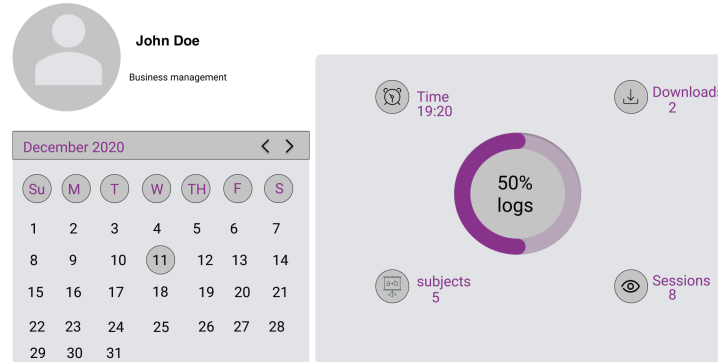 John Doe
Business management
December 2020
Su M T W TH F S
1 2 3 4 5 6 7
8 9 10 11 12 13 14
15 16 17 18 19 20 21
22 23 24 25 26 27 28
29 30 31
Time
19:20
Downloads
2
50%
logs
a+b
subjects
5
Sessions
8